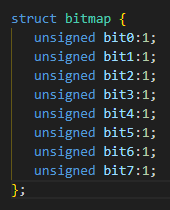 struct bitmap {
    unsigned bit0:1;
    unsigned bit1:1;
    unsigned bit2:1;
    unsigned bit3:1;
    unsigned bit4:1;
    unsigned bit5:1;
    unsigned bit6:1;
    unsigned bit7:1;
};